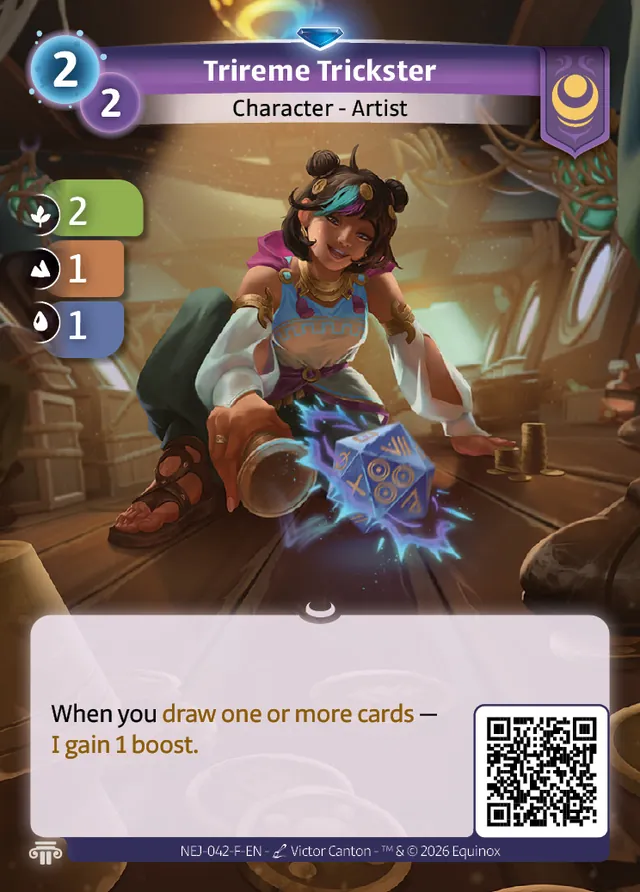 2
Trireme Trickster
2
Character - Artist
2
1
1
When you draw one or more cards —
I gain 1 boost.
NEJ-042-F-EN - Victor Canton - ™ & © 2026 Equinox